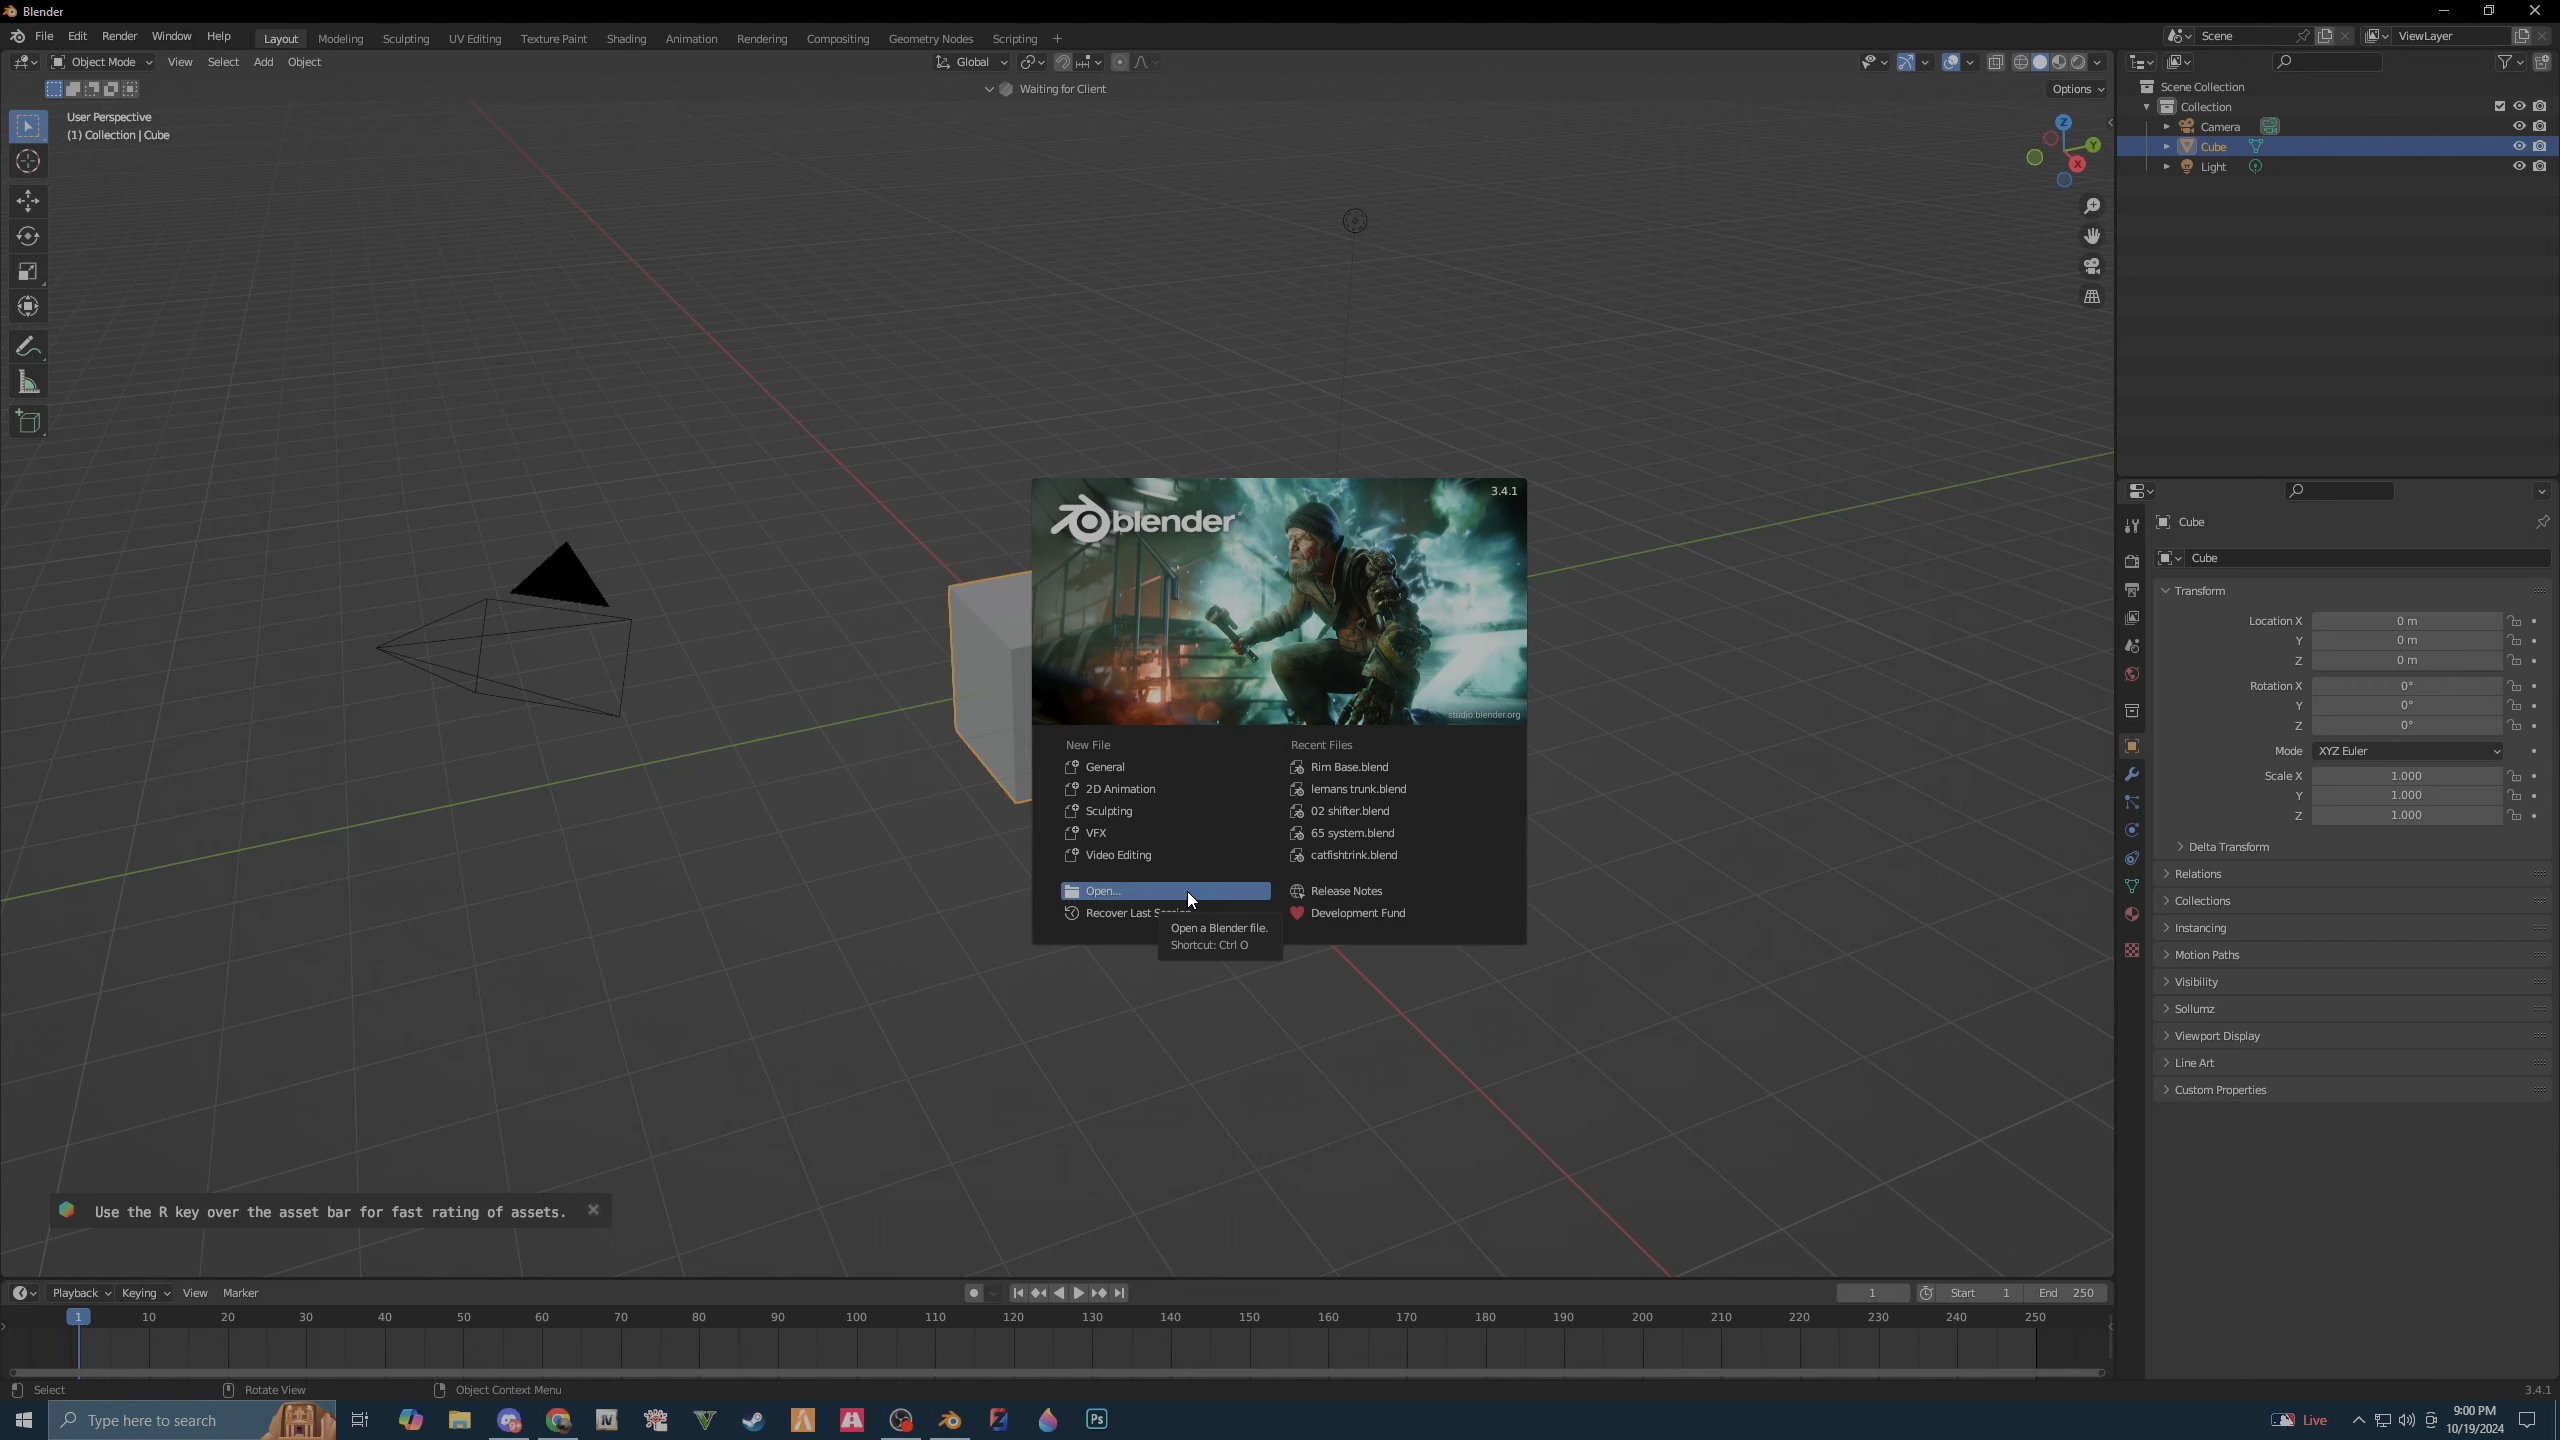 Blender
File Edit Render Window Help Layout Modeling Sculpting UV Editing Texture Paint Shading Animation Rendering Compositing Geometry Nodes Scripting +
Scene ViewLayer
Object Mode View Select Add Object Global
Waiting for Client
Options
User Perspective
(1) Collection | Cube
Z
Y
X
Scene Collection
Collection
Camera
Cube
Light
3.4.1
blender
studio.blender.org
New File
General
2D Animation
Sculpting
VFX
Video Editing
Open...
Recover Last
Recent Files
Rim Base.blend
lemans trunk.blend
02 shifter.blend
65 system.blend
catfishtrink.blend
Release Notes
Development Fund
Open a Blender file.
Shortcut: Ctrl O
Cube
Cube
Transform
Location X 0 m
Y 0 m
Z 0 m
Rotation X 0°
Y 0°
Z 0°
Mode XYZ Euler
Scale X 1.000
Y 1.000
Z 1.000
Delta Transform
Relations
Collections
Instancing
Motion Paths
Visibility
Sollumz
Viewport Display
Line Art
Custom Properties
Use the R key over the asset bar for fast rating of assets.
Playback Keying View Marker
1 Start 1 End 250
1 10 20 30 40 50 60 70 80 90 100 110 120 130 140 150 160 170 180 190 200 210 220 230 240 250
Select Rotate View Object Context Menu
3.4.1
Type here to search
IV
V
Ps
Live
9:00 PM
10/19/2024